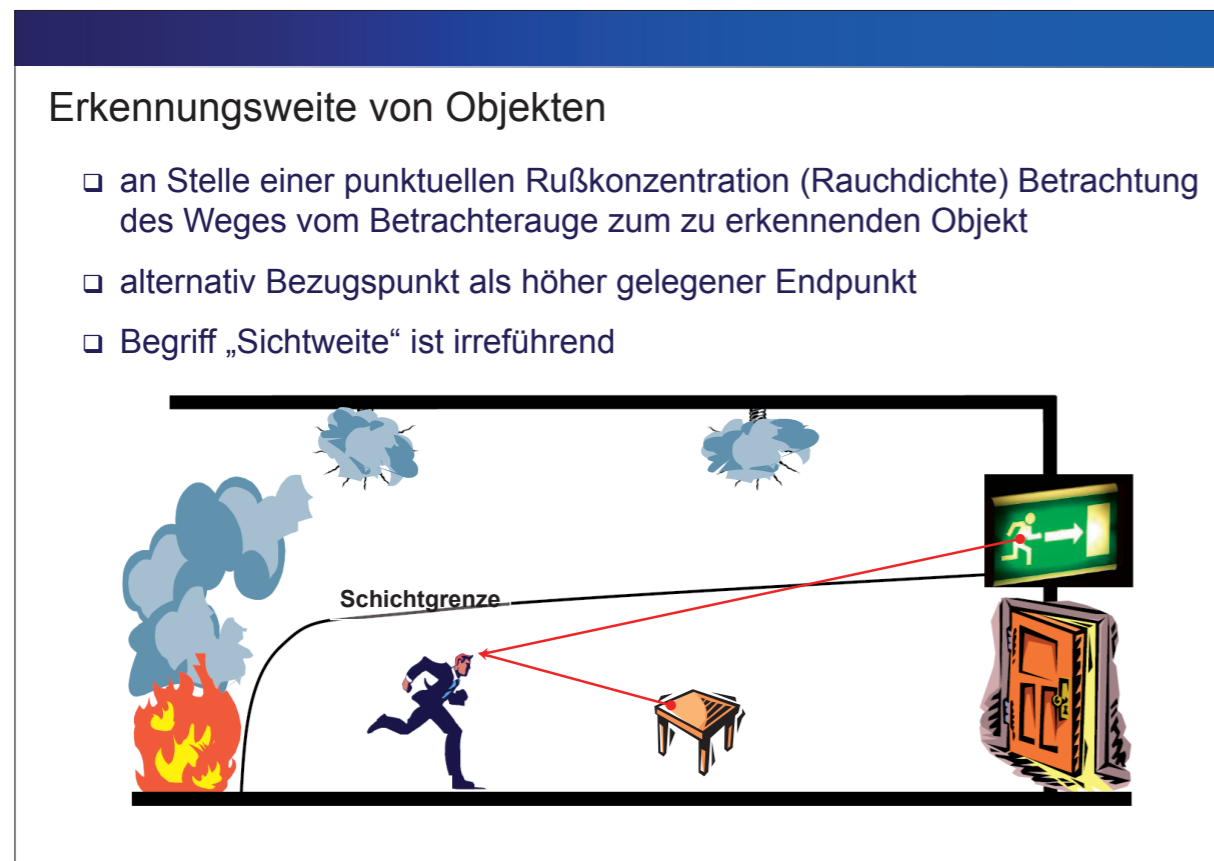 Erkennungsweite von Objekten
❑ an Stelle einer punktuellen Rußkonzentration (Rauchdichte) Betrachtung
des Weges vom Betrachterauge zum zu erkennenden Objekt
❑ alternativ Bezugspunkt als höher gelegener Endpunkt
❑ Begriff „Sichtweite“ ist irreführend
Schichtgrenze